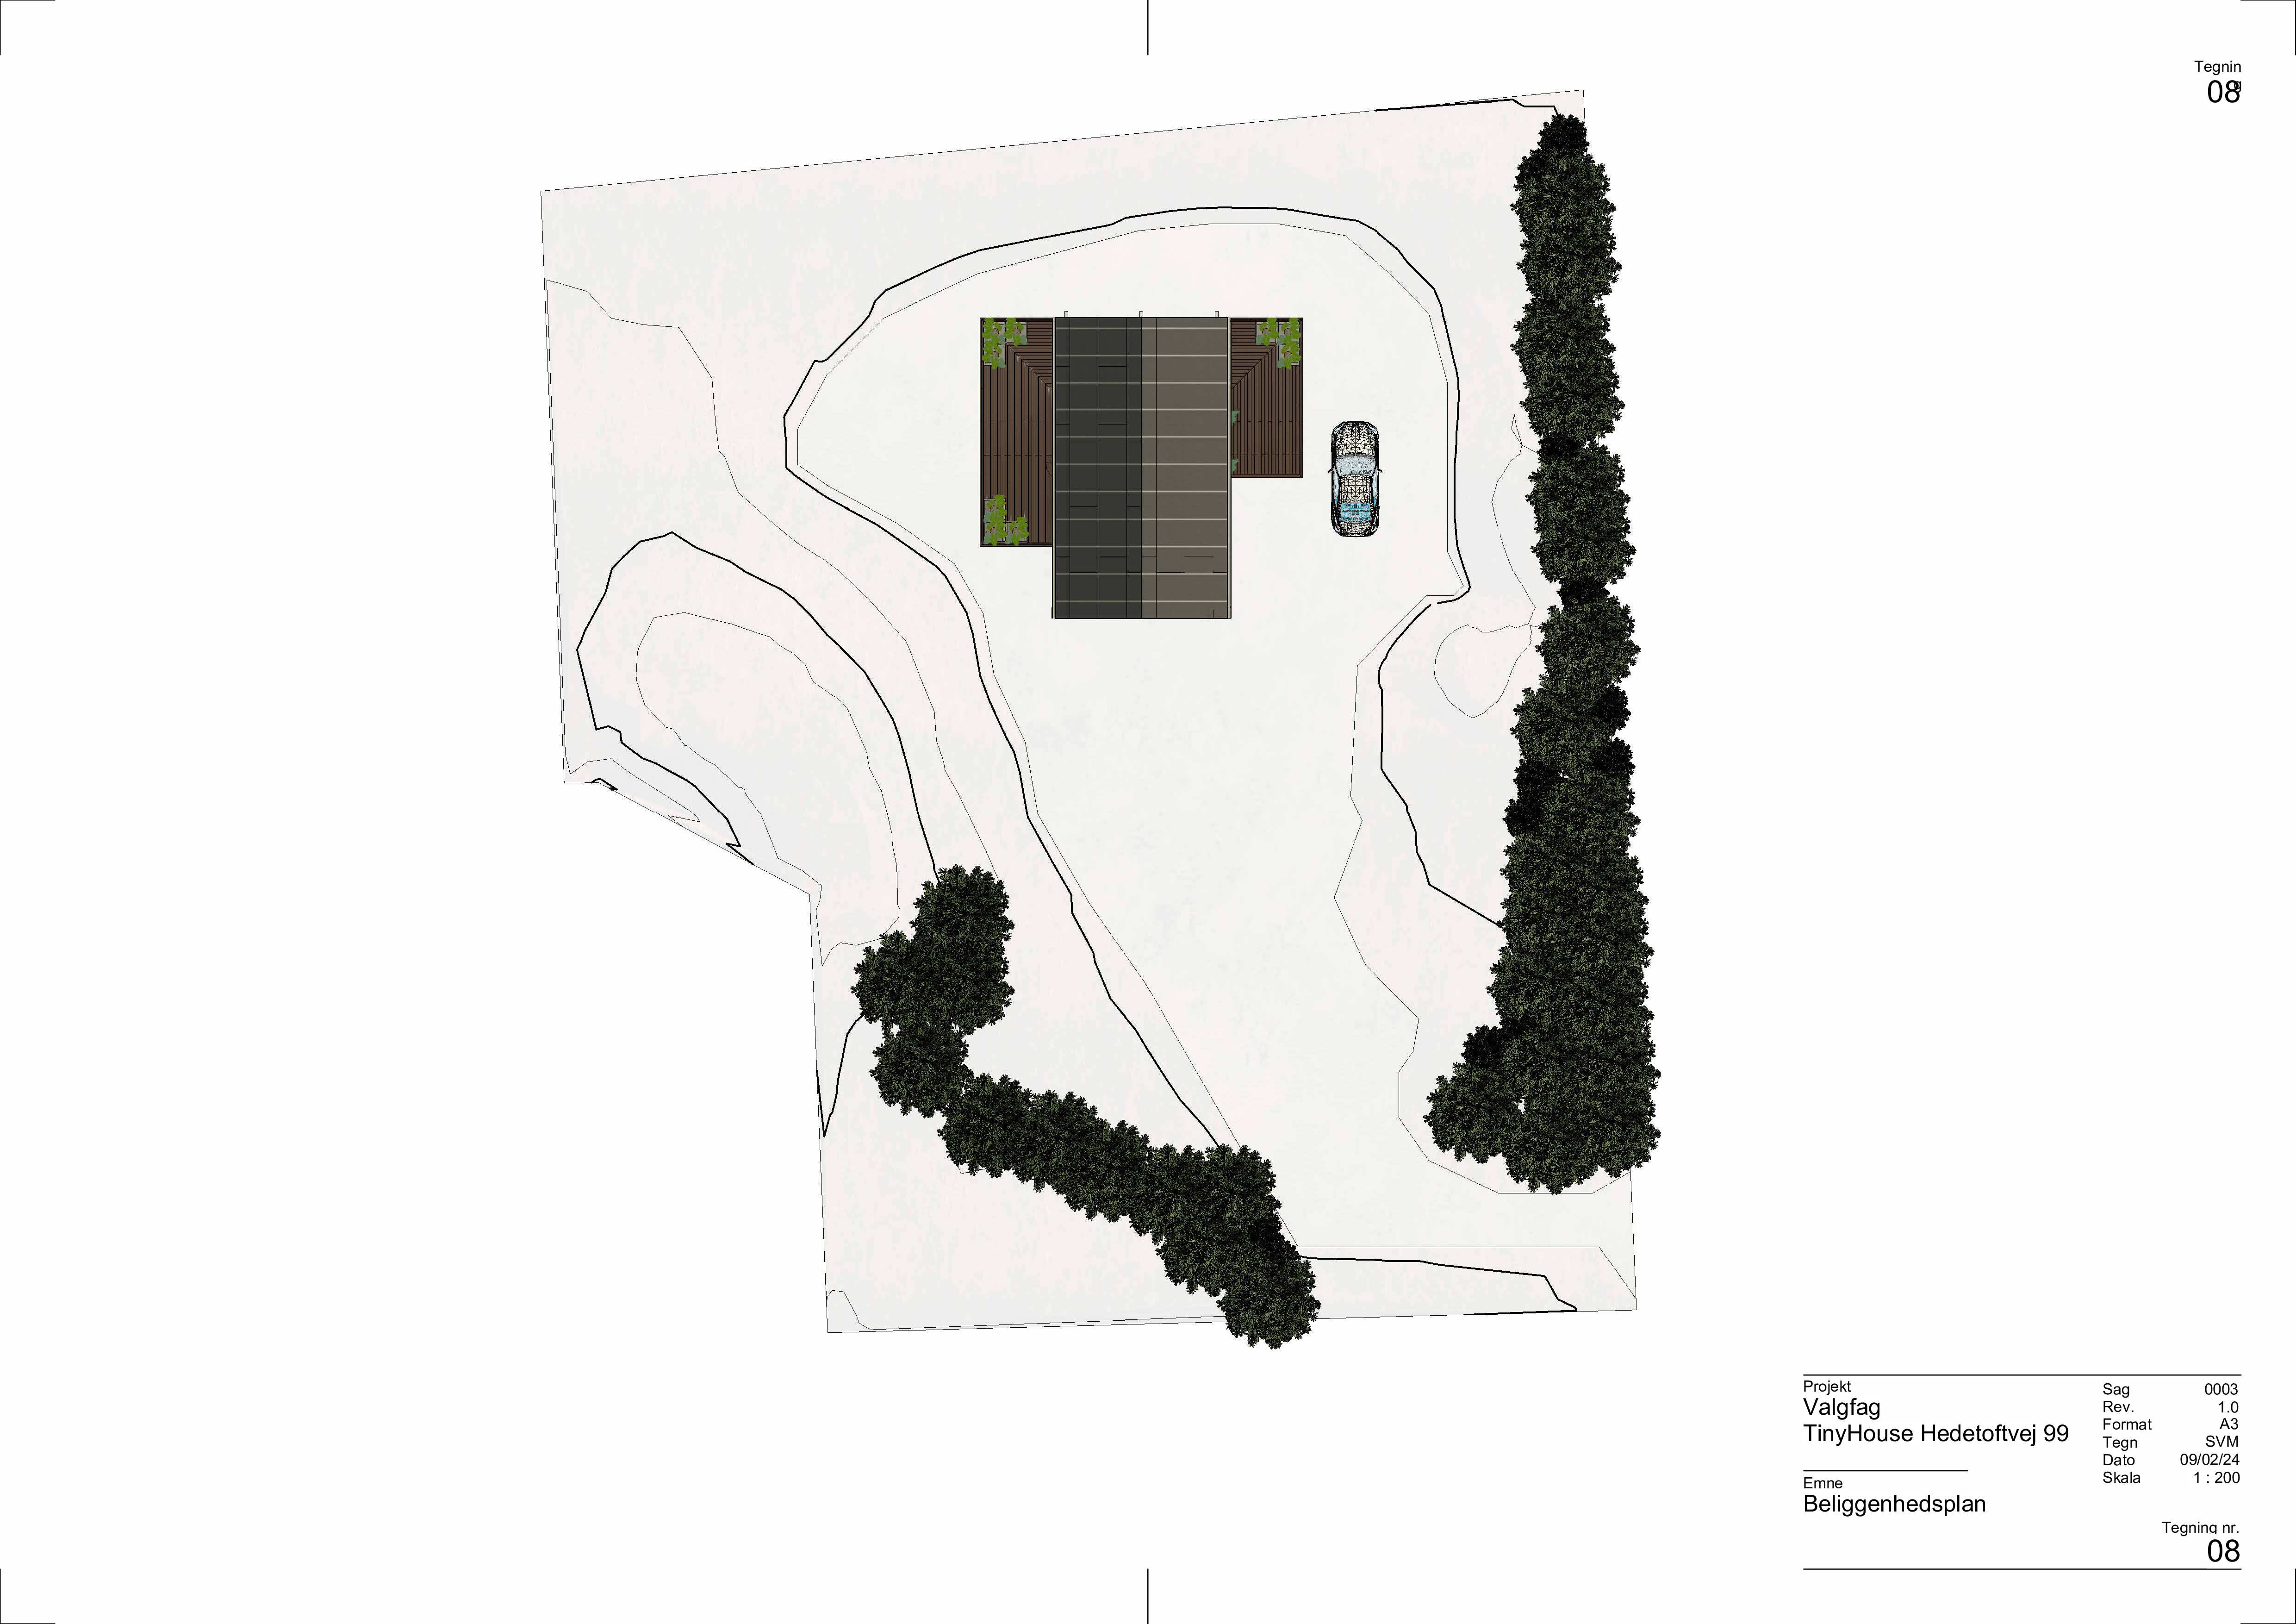 Tegnin
g
08
Projekt
Valgfag
TinyHouse Hedetoftvej 99
Sag 0003
Rev. 1.0
Format A3
Tegn SVM
Dato 09/02/24
Skala 1 : 200
Emne
Beliggenhedsplan
Tegning nr.
08